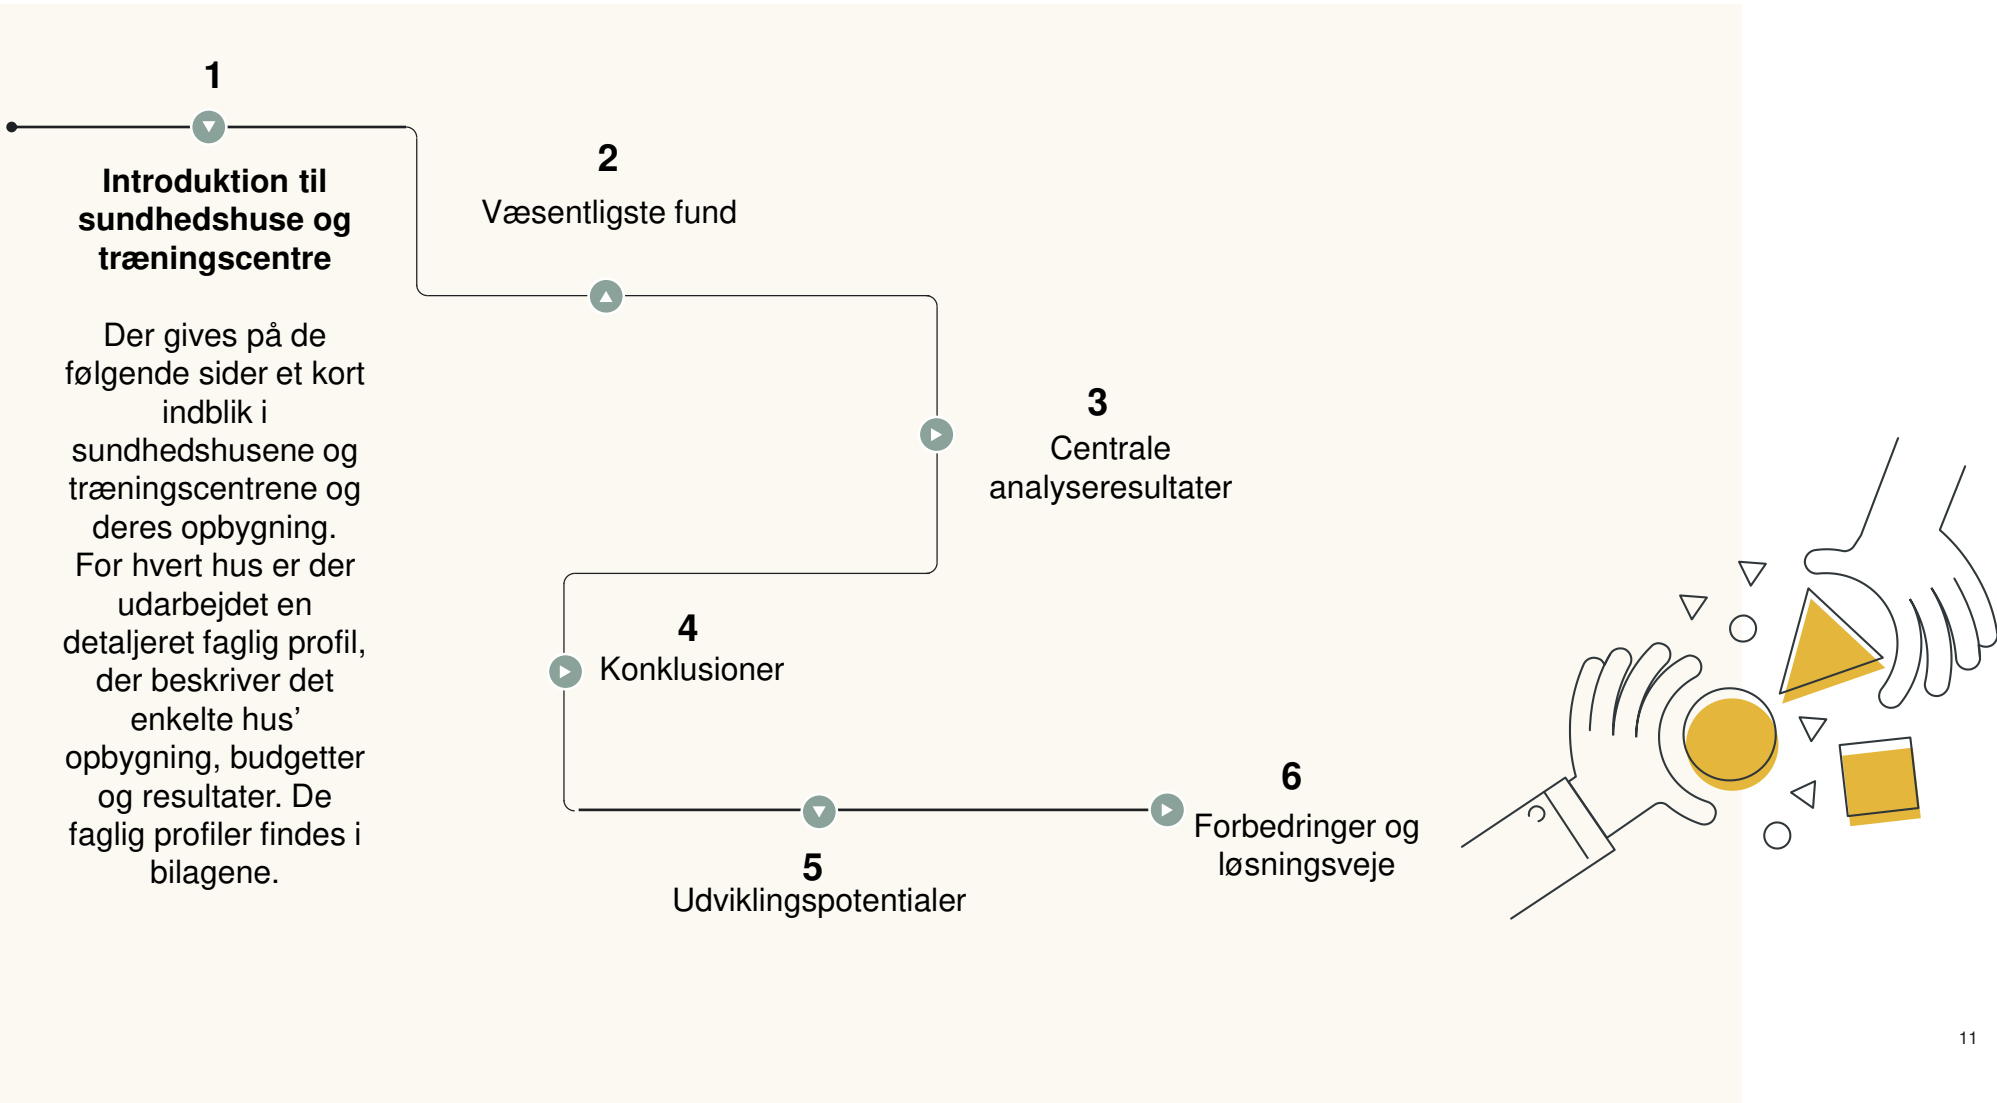 1
Introduktion til
sundhedshuse og
træningscentre
Der gives på de
følgende sider et kort
indblik i
sundhedshusene og
træningscentrene og
deres opbygning.
For hvert hus er der
udarbejdet en
detaljeret faglig profil,
der beskriver det
enkelte hus’
opbygning, budgetter
og resultater. De
faglig profiler findes i
bilagene.
2
Væsentligste fund
3
Centrale
analyseresultater
4
Konklusioner
5
Udviklingspotentialer
6
Forbedringer og
løsningsveje
11